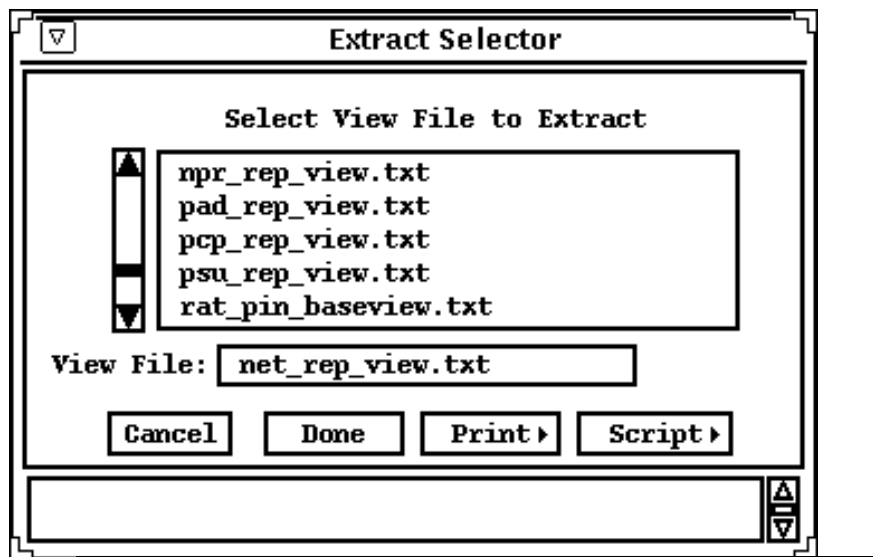 Extract Selector
Select View File to Extract
npr_rep_view.txt
pad_rep_view.txt
pcp_rep_view.txt
psu_rep_view.txt
rat_pin_baseview.txt
View File: net_rep_view.txt
Cancel Done Print Script